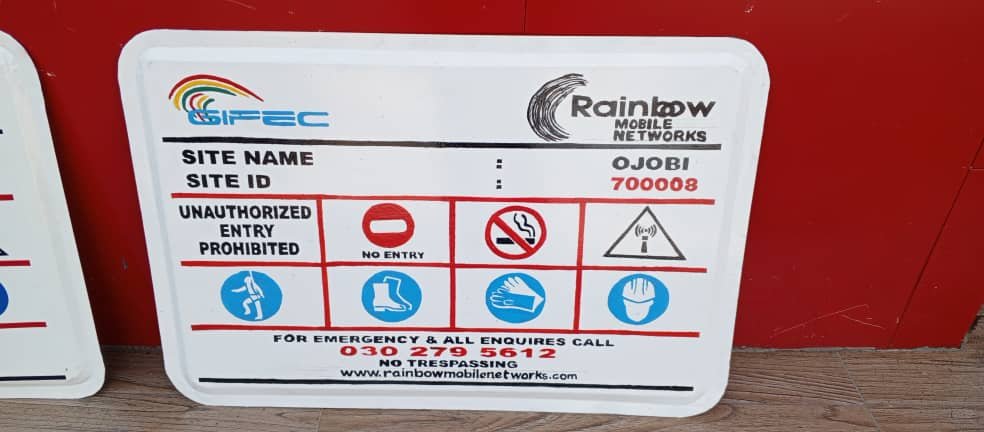 GIFEC
Rainbow
MOBILE
NETWORKS
SITE NAME : OJOBI
SITE ID : 700008
UNAUTHORIZED
ENTRY
PROHIBITED
NO ENTRY
FOR EMERGENCY & ALL ENQUIRES CALL
030 279 5612
NO TRESPASSING
www.rainbowmobilenetworks.com